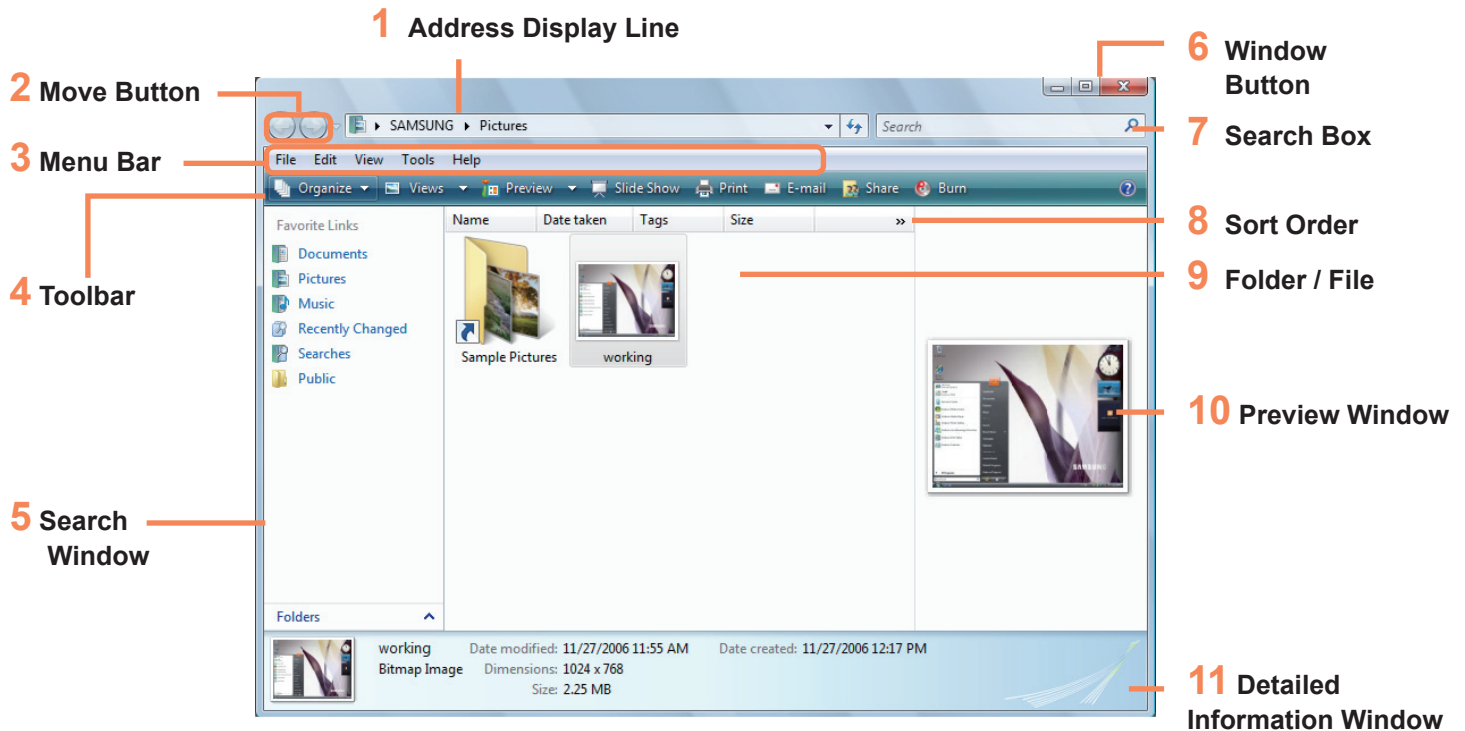 1 Address Display Line
2 Move Button
3 Menu Bar
4 Toolbar
5 Search
Window
6 Window
Button
7 Search Box
8 Sort Order
9 Folder / File
10 Preview Window
11 Detailed
Information Window
SAMSUNG Pictures
Search
File Edit View Tools Help
Organize Views Preview Slide Show Print E-mail Share Burn
Favorite Links
Documents
Pictures
Music
Recently Changed
Searches
Public
Folders
Name Date taken Tags Size »
Sample Pictures working
SAMSUNG
working Date modified: 11/27/2006 11:55 AM Date created: 11/27/2006 12:17 PM
Bitmap Image Dimensions: 1024 x 768
Size: 2.25 MB